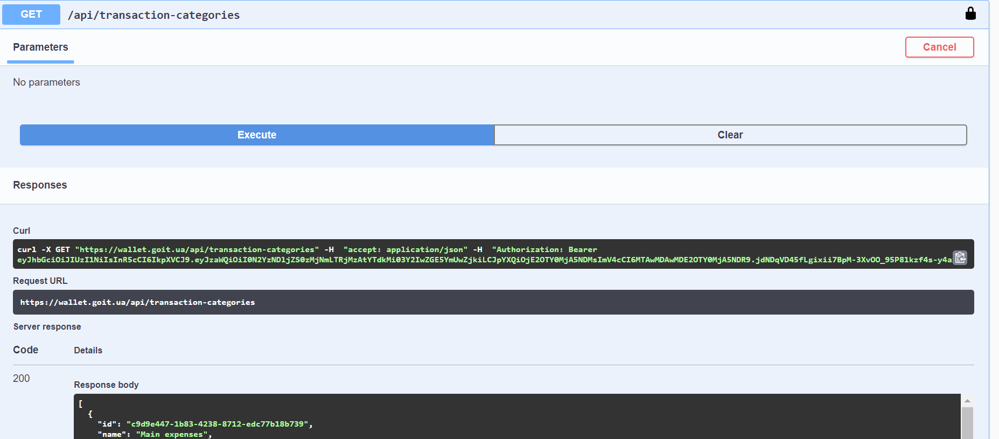 GET /api/transaction-categories
Parameters
Cancel
No parameters
Execute
Clear
Responses
Curl
curl -X GET "https://wallet.goit.ua/api/transaction-categories" -H  "accept: application/json" -H  "Authorization: Bearer
eyJhbGciOiJIUzI1NiIsInR5cCI6IkpXVCJ9.eyJzaWQiOiI0N2YzNDljZS0zMjNmLTRjMzAtYTdkMi03Y2IwZGE5YmUwZjkiLCJpYXQiOjE2OTY0MjA5NDMsImV4cCI6MTAwMDAwMDE2OTY0MjA5NDR9.jdNDqVD45fLgixii7BpM-3XvOO_95P81kzf4s-y4a
Request URL
https://wallet.goit.ua/api/transaction-categories
Server response
Code
Details
200
Response body
[
{
"id": "c9d9e447-1b83-4238-8712-edc77b18b739",
"name": "Main expenses",